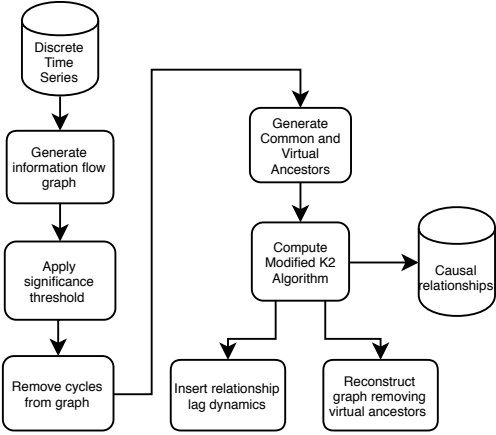 Discrete
Time
Series
Generate
information flow
graph
Apply
significance
threshold
Remove cycles
from graph
Generate
Common and
Virtual
Ancestors
Compute
Modified K2
Algorithm
Causal
relationships
Insert relationship
lag dynamics
Reconstruct
graph removing
virtual ancestors